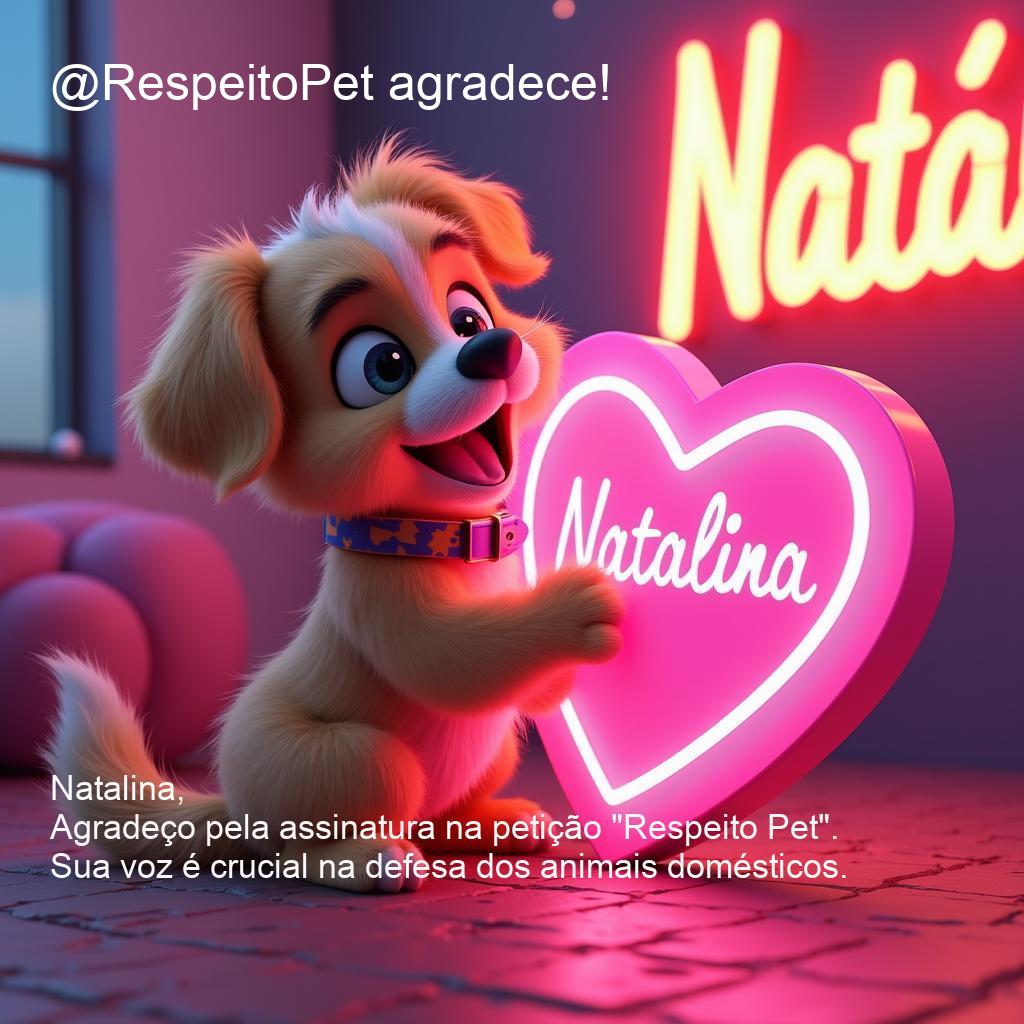 @RespeitoPet agradece!
Natá
Natalina
Natalina,
Agradeço pela assinatura na petição "Respeito Pet".
Sua voz é crucial na defesa dos animais domésticos.